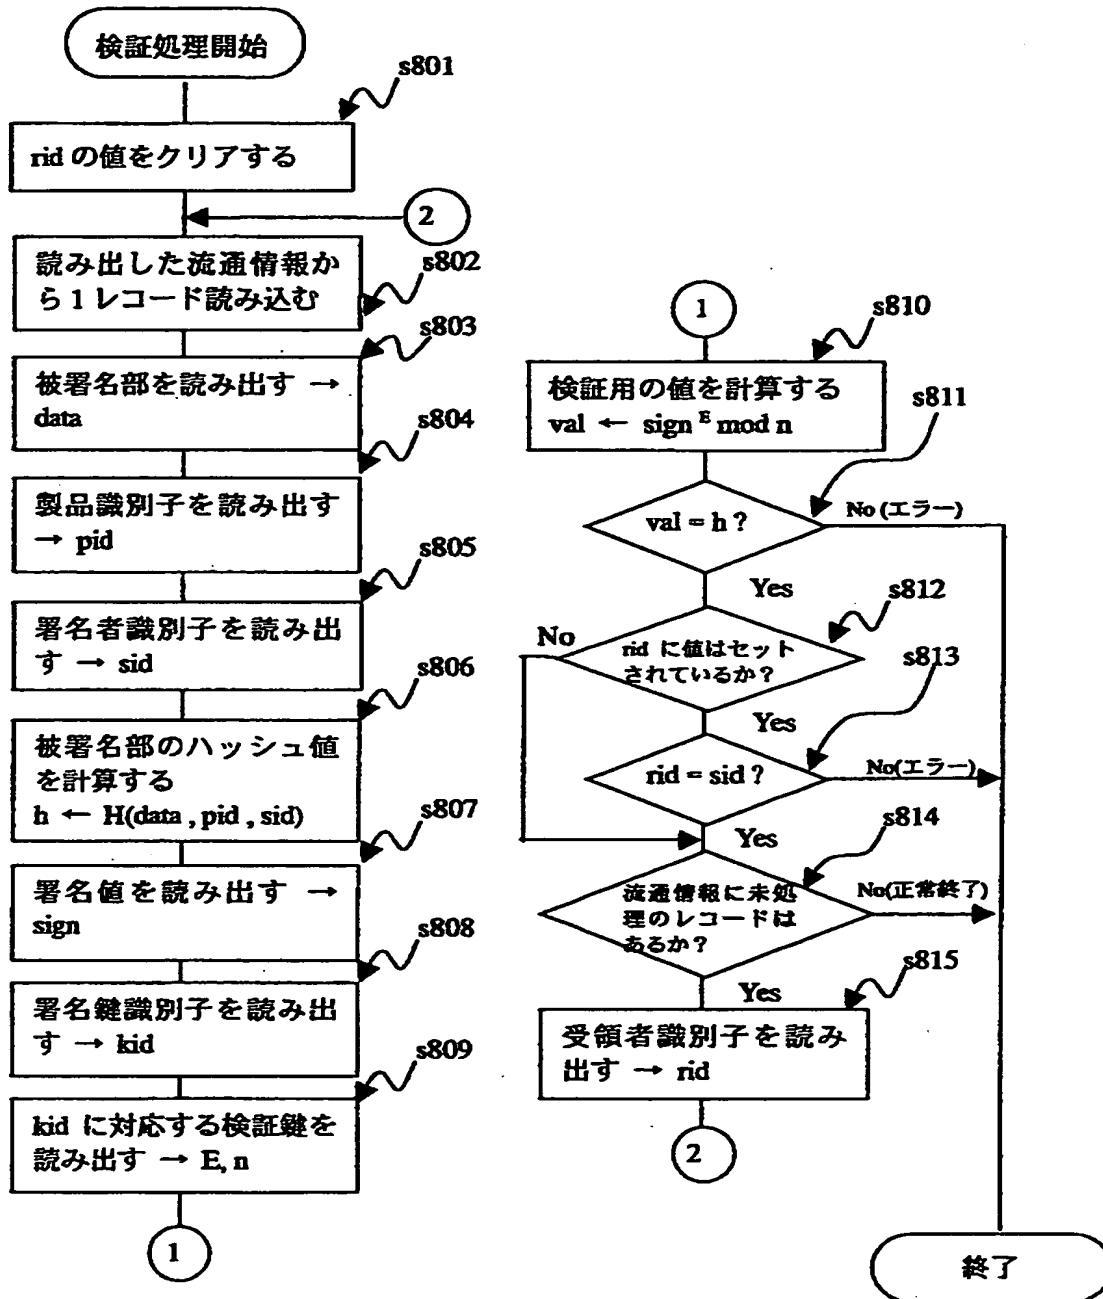 検証処理開始
s801
rid の値をクリアする
2
読み出した流通情報か
ら1レコード読み込む
s802
s803
被署名部を読み出す →
data
s804
製品識別子を読み出す
→ pid
s805
署名者識別子を読み出
す → sid
s806
被署名部のハッシュ値
を計算する
h ← H(data , pid , sid)
s807
署名値を読み出す →
sign
s808
署名鍵識別子を読み出
す → kid
s809
kid に対応する検証鍵を
読み出す → E, n
1
1
s810
検証用の値を計算する
val ← sign ᴱ mod n
s811
val = h ?
No (エラー)
Yes
s812
No
rid に値はセット
されているか?
s813
Yes
rid = sid ?
No(エラー)
Yes
s814
流通情報に未処
理のレコードは
あるか?
No(正常終了)
s815
Yes
受領者識別子を読み
出す → rid
2
終了